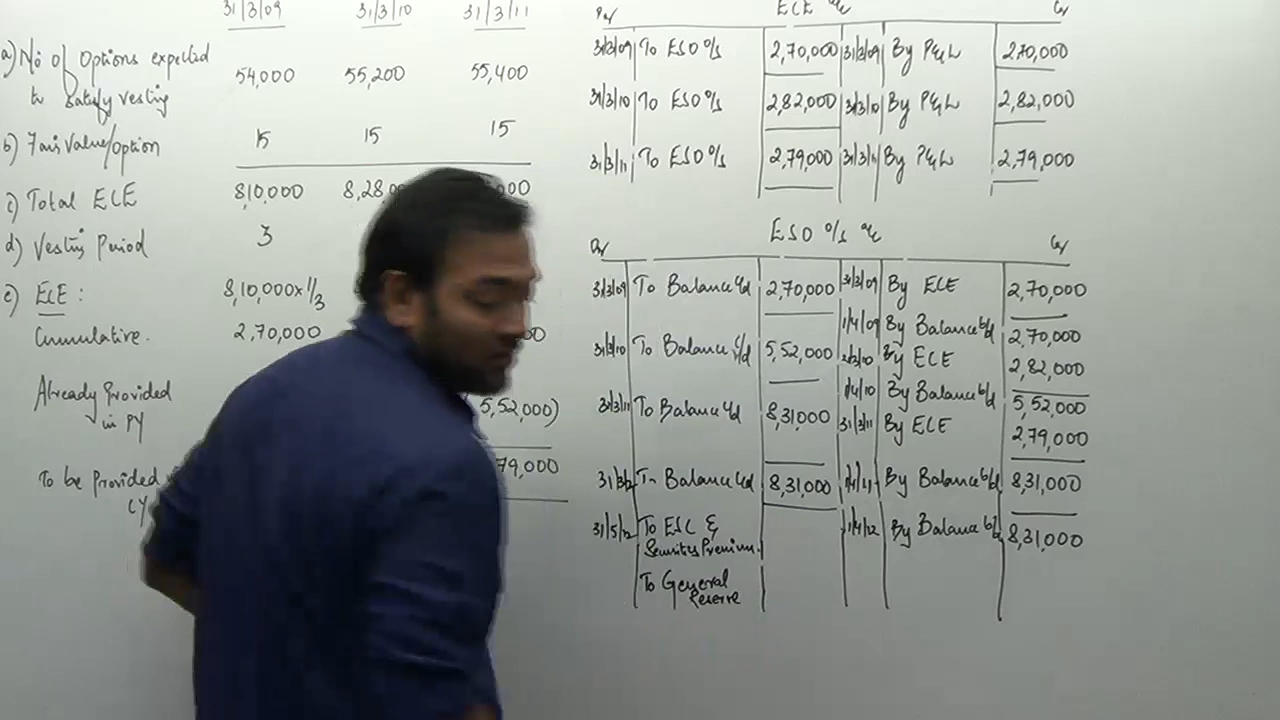 31/3/09 31/3/10 31/3/11
a) No of Options expected to satisfy vesting 54,000 55,200 55,400
b) Fair Value/option 15 15 15
c) Total ECE 8,10,000 8,28,00 ,000
d) Vesting Period 3
e) ECE : 8,10,000x1/3
Cumulative. 2,70,000 00
Already Provided in PY 5,52,000)
To be Provided CY 79,000
Dr ECE a/c Cr
31/3/09 To ESO o/s 2,70,000 31/3/09 By P&L 2,70,000
31/3/10 To ESO o/s 2,82,000 31/3/10 By P&L 2,82,000
31/3/11 To ESO o/s 2,79,000 31/3/11 By P&L 2,79,000
Dr ESO o/s a/c Cr
31/3/09 To Balance c/d 2,70,000 31/3/09 By ECE 2,70,000
1/4/09 By Balance b/d 2,70,000
31/3/10 To Balance c/d 5,52,000 31/3/10 By ECE 2,82,000
1/4/10 By Balance b/d 5,52,000
31/3/11 To Balance c/d 8,31,000 31/3/11 By ECE 2,79,000
31/3/12 To Balance c/d 8,31,000 1/4/11 By Balance b/d 8,31,000
31/5/12 To ESC & Securities Premium. 1/4/12 By Balance b/d 8,31,000
To General Reserve